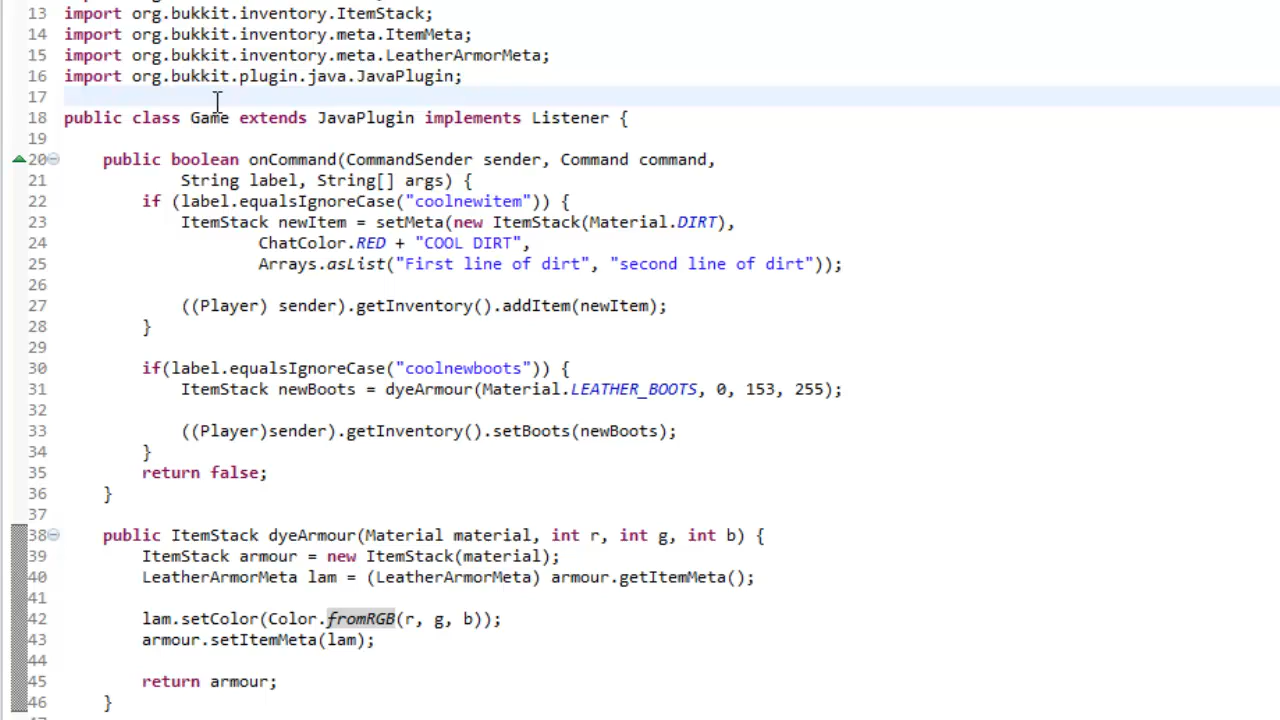 13 import org.bukkit.inventory.ItemStack;
14 import org.bukkit.inventory.meta.ItemMeta;
15 import org.bukkit.inventory.meta.LeatherArmorMeta;
16 import org.bukkit.plugin.java.JavaPlugin;
17
18 public class Game extends JavaPlugin implements Listener {
19
20     public boolean onCommand(CommandSender sender, Command command,
21             String label, String[] args) {
22         if (label.equalsIgnoreCase("coolnewitem")) {
23             ItemStack newItem = setMeta(new ItemStack(Material.DIRT),
24                     ChatColor.RED + "COOL DIRT",
25                     Arrays.asList("First line of dirt", "second line of dirt"));
26
27             ((Player) sender).getInventory().addItem(newItem);
28         }
29
30         if(label.equalsIgnoreCase("coolnewboots")) {
31             ItemStack newBoots = dyeArmour(Material.LEATHER_BOOTS, 0, 153, 255);
32
33             ((Player)sender).getInventory().setBoots(newBoots);
34         }
35         return false;
36     }
37
38     public ItemStack dyeArmour(Material material, int r, int g, int b) {
39         ItemStack armour = new ItemStack(material);
40         LeatherArmorMeta lam = (LeatherArmorMeta) armour.getItemMeta();
41
42         lam.setColor(Color.fromRGB(r, g, b));
43         armour.setItemMeta(lam);
44
45         return armour;
46     }